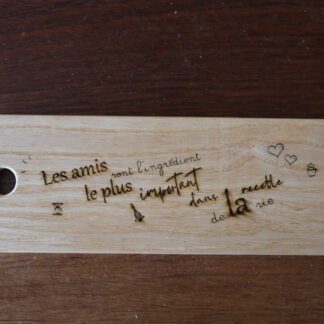 Les amis sont l'ingrédient
le plus important
dans la recette
de la vie